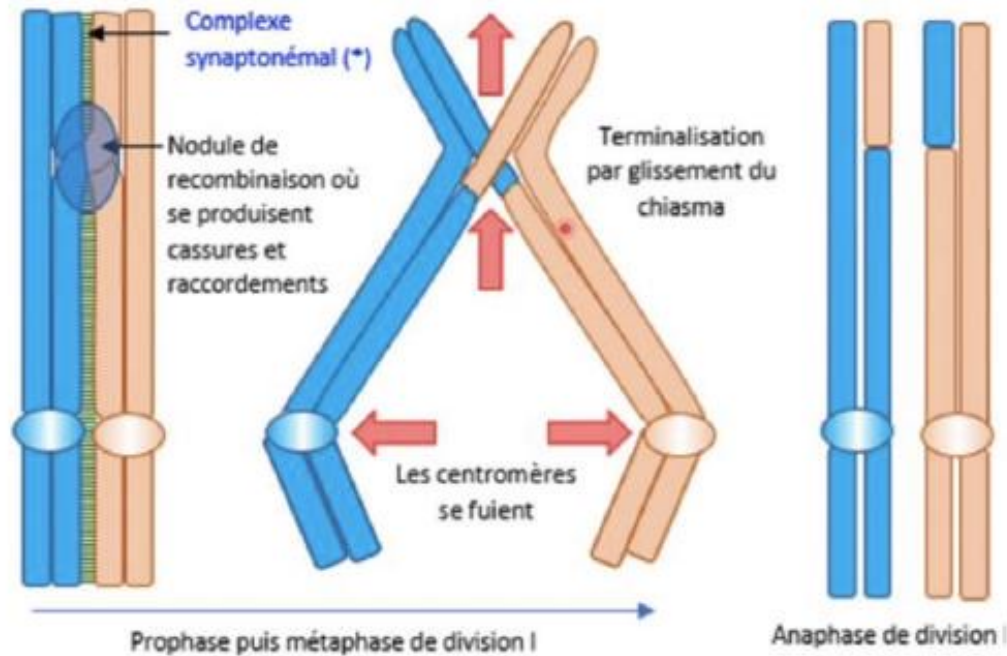 Complexe
synaptonémal (*)
Nodule de
recombinaison où
se produisent
cassures et
raccordements
Terminalisation
par glissement du
chiasma
Les centromères
se fuient
Prophase puis métaphase de division I
Anaphase de division I